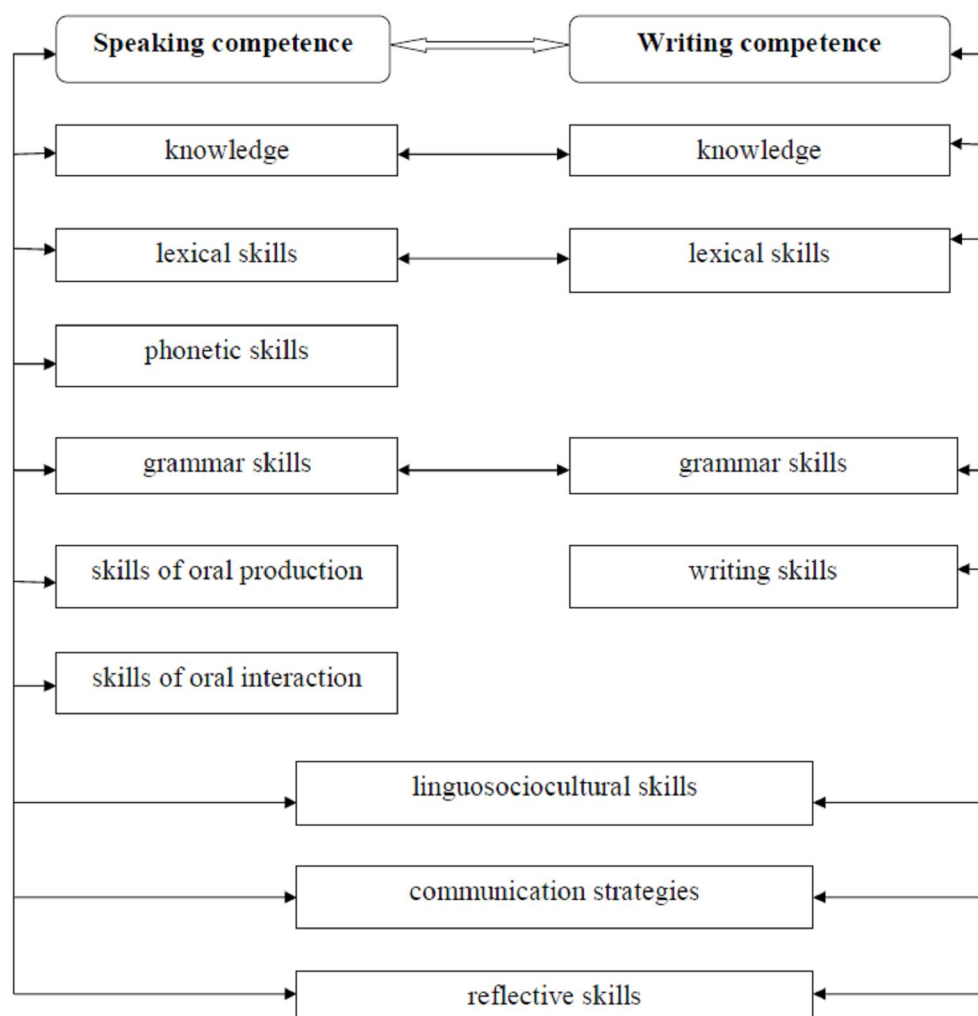 Speaking competence
Writing competence
knowledge
knowledge
lexical skills
lexical skills
phonetic skills
grammar skills
grammar skills
skills of oral production
writing skills
skills of oral interaction
linguosociocultural skills
communication strategies
reflective skills